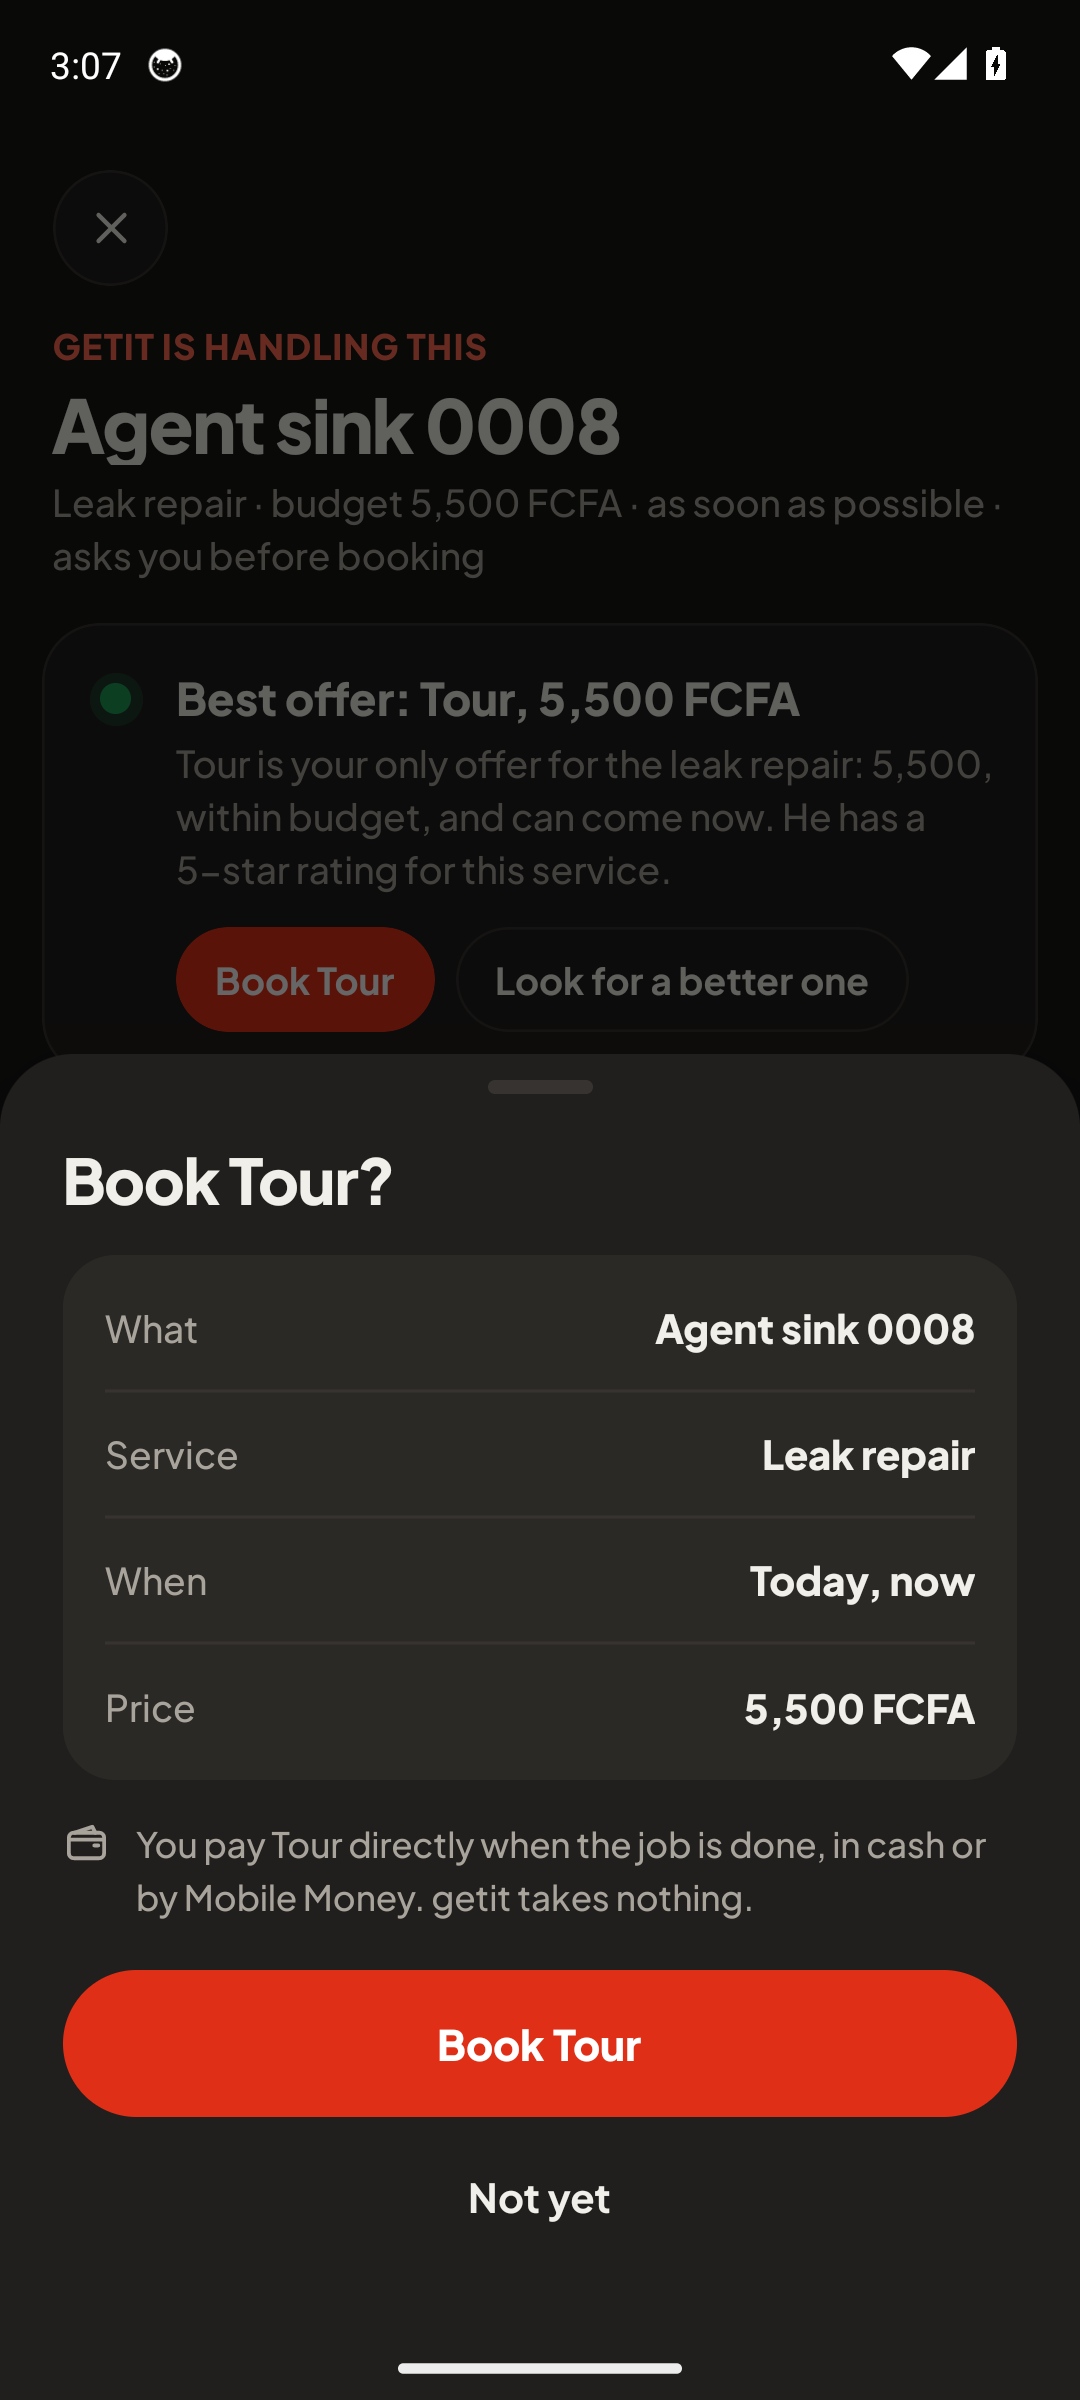 3:07
GETIT IS HANDLING THIS
Agent sink 0008
Leak repair · budget 5,500 FCFA · as soon as possible ·
asks you before booking
Best offer: Tour, 5,500 FCFA
Tour is your only offer for the leak repair: 5,500,
within budget, and can come now. He has a
5-star rating for this service.
Book Tour
Look for a better one
Book Tour?
What
Agent sink 0008
Service
Leak repair
When
Today, now
Price
5,500 FCFA
You pay Tour directly when the job is done, in cash or
by Mobile Money. getit takes nothing.
Book Tour
Not yet